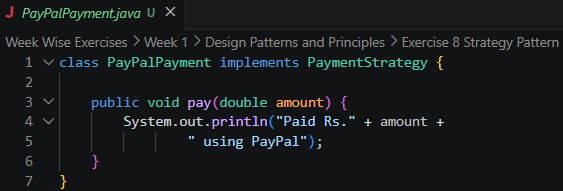 J PayPalPayment.java U ×
Week Wise Exercises > Week 1 > Design Patterns and Principles > Exercise 8 Strategy Pattern
1 class PayPalPayment implements PaymentStrategy {
2
3     public void pay(double amount) {
4         System.out.println("Paid Rs." + amount +
5                 " using PayPal");
6     }
7 }